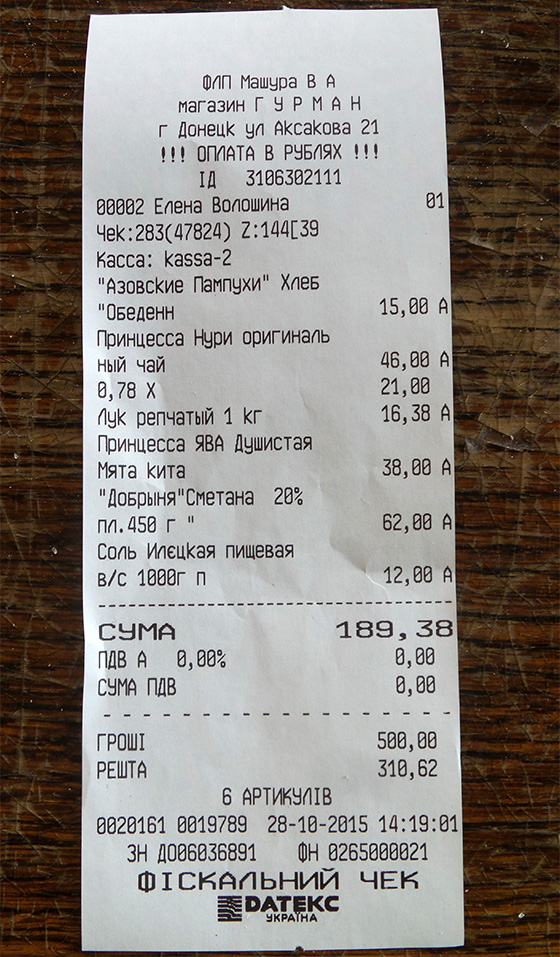 ФЛП Машура В А
магазин Г У Р М А Н
г Донецк ул Аксакова 21
!!! ОПЛАТА В РУБЛЯХ !!!
ІД 3106302111
00002 Елена Волошина 01
Чек:283(47824) Z:144[39
Касса: kassa-2
"Азовские Пампухи" Хлеб
"Обеденн 15,00 А
Принцесса Нури оригиналь
ный чай 46,00 А
0,78 X 21,00
Лук репчатый 1 кг 16,38 А
Принцесса ЯВА Душистая
Мята кита 38,00 А
"Добрыня"Сметана 20%
пл.450 г " 62,00 А
Соль Илєцкая пищевая
в/с 1000г п 12,00 А
СУМА 189,38
ПДВ А 0,00% 0,00
СУМА ПДВ 0,00
ГРОШІ 500,00
РЕШТА 310,62
6 АРТИКУЛІВ
0020161 0019789 28-10-2015 14:19:01
ЗН ДО06036891 ФН 0265000021
ФІСКАЛЬНИЙ ЧЕК
DATEKC
УКРАЇНА